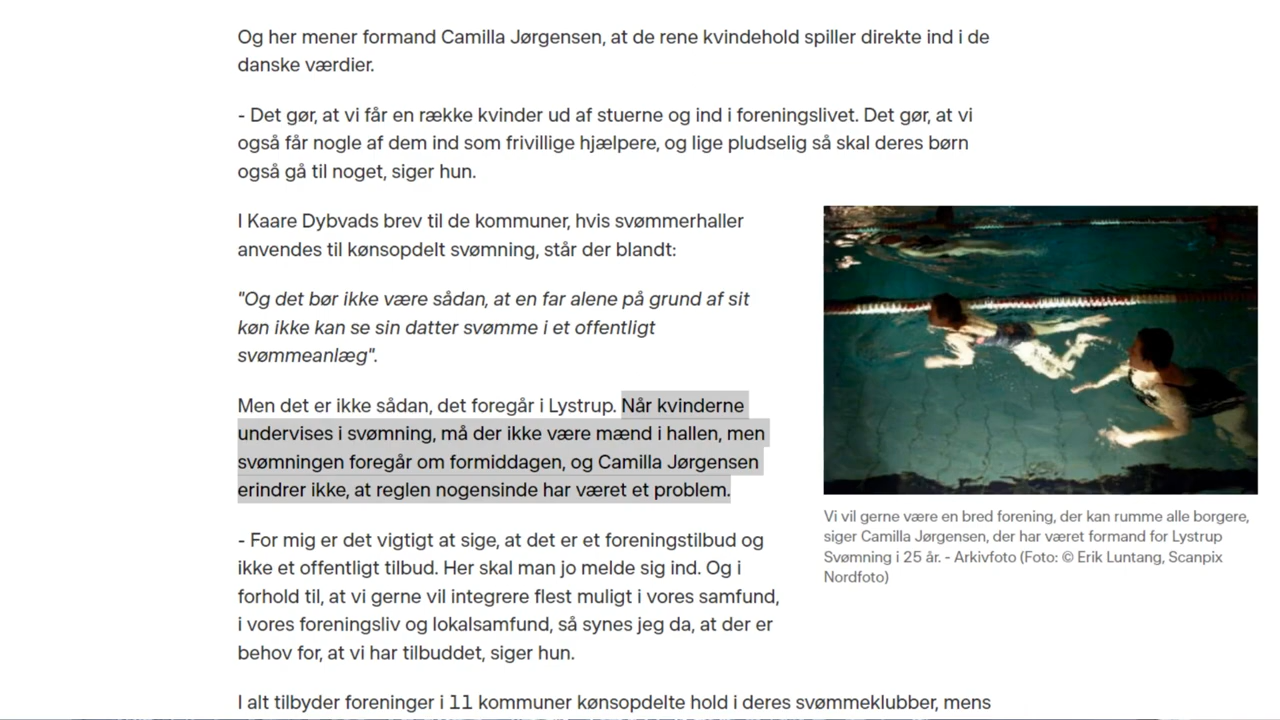 Og her mener formand Camilla Jørgensen, at de rene kvindehold spiller direkte ind i de
danske værdier.
- Det gør, at vi får en række kvinder ud af stuerne og ind i foreningslivet. Det gør, at vi
også får nogle af dem ind som frivillige hjælpere, og lige pludselig så skal deres børn
også gå til noget, siger hun.
I Kaare Dybvads brev til de kommuner, hvis svømmerhaller
anvendes til kønsopdelt svømning, står der blandt:
"Og det bør ikke være sådan, at en far alene på grund af sit
køn ikke kan se sin datter svømme i et offentligt
svømmeanlæg".
Men det er ikke sådan, det foregår i Lystrup. Når kvinderne
undervises i svømning, må der ikke være mænd i hallen, men
svømningen foregår om formiddagen, og Camilla Jørgensen
erindrer ikke, at reglen nogensinde har været et problem.
- For mig er det vigtigt at sige, at det er et foreningstilbud og
ikke et offentligt tilbud. Her skal man jo melde sig ind. Og i
forhold til, at vi gerne vil integrere flest muligt i vores samfund,
i vores foreningsliv og lokalsamfund, så synes jeg da, at der er
behov for, at vi har tilbuddet, siger hun.
I alt tilbyder foreninger i 11 kommuner kønsopdelte hold i deres svømmeklubber, mens
Vi vil gerne være en bred forening, der kan rumme alle borgere,
siger Camilla Jørgensen, der har været formand for Lystrup
Svømning i 25 år. - Arkivfoto (Foto: © Erik Luntang, Scanpix
Nordfoto)